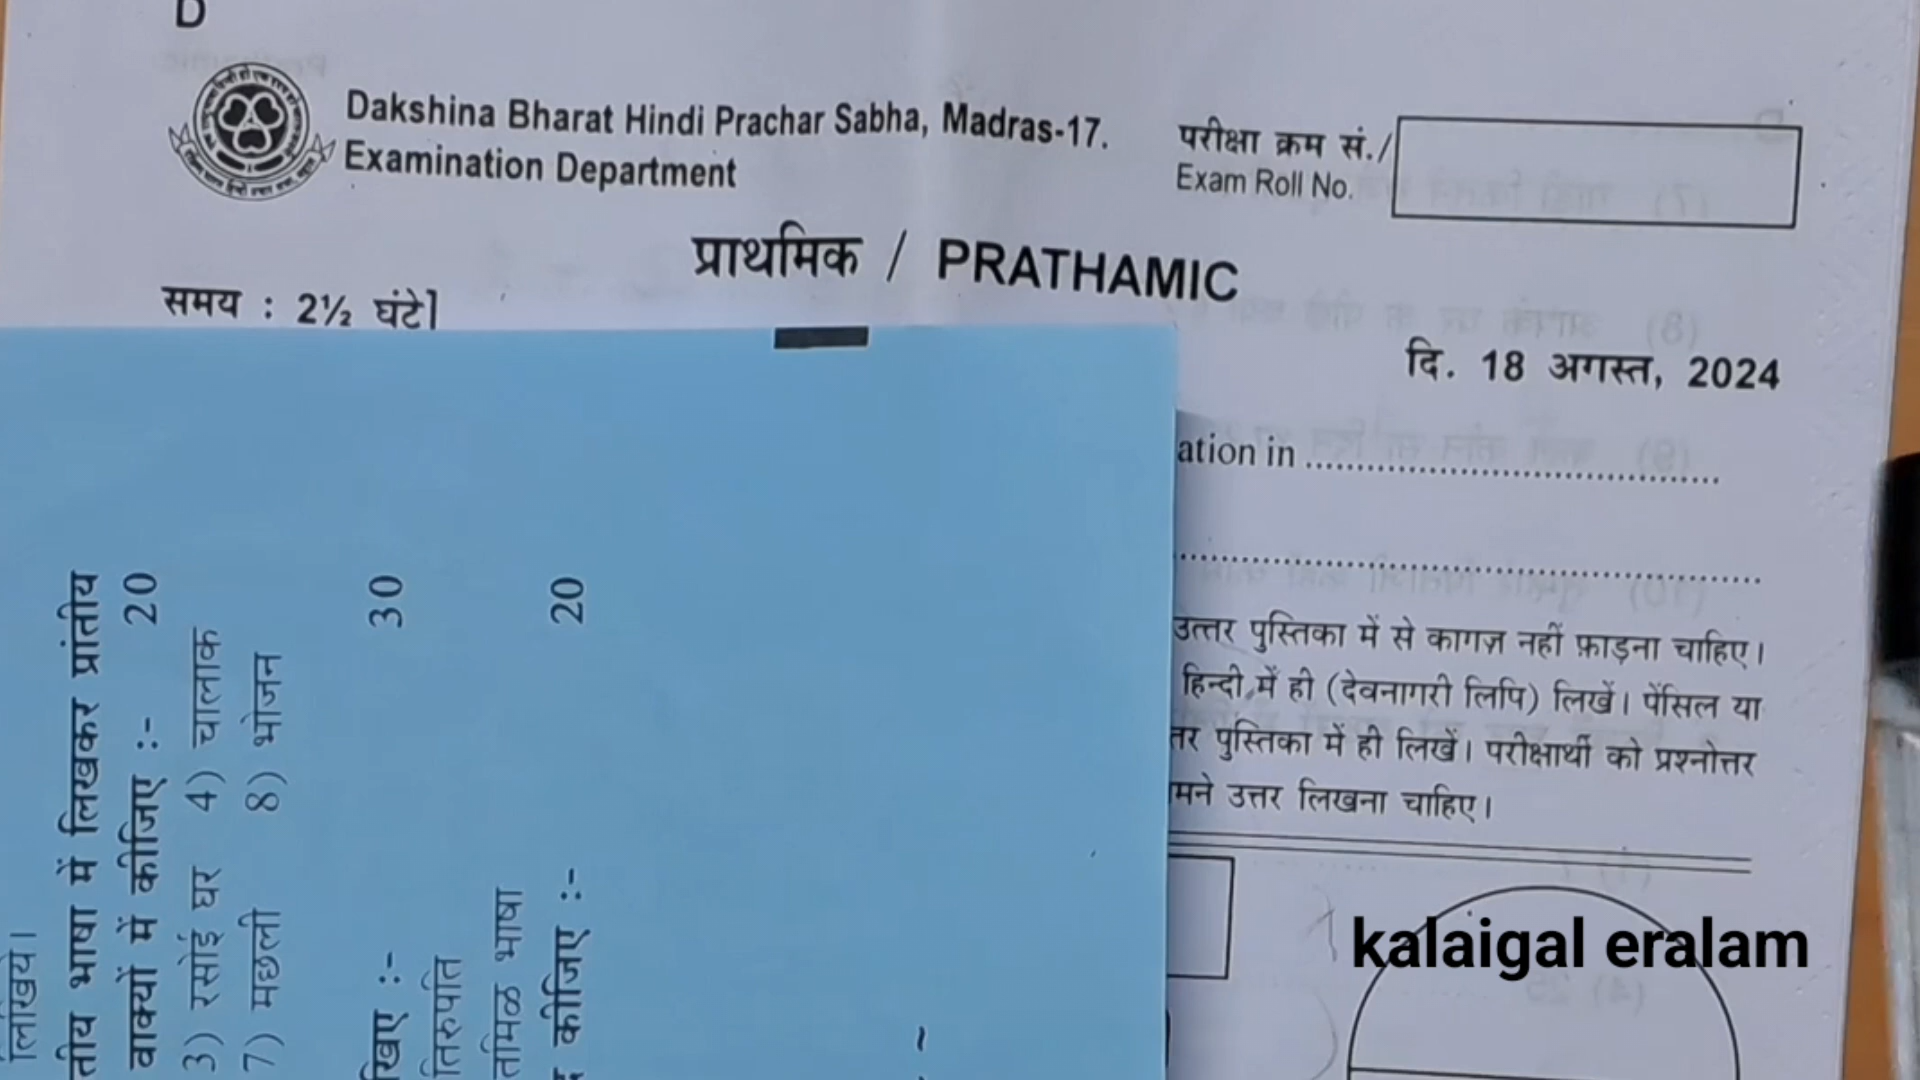 D
Dakshina Bharat Hindi Prachar Sabha, Madras-17.
Examination Department
परीक्षा क्रम सं./
Exam Roll No.
प्राथमिक / PRATHAMIC
समय : 2½ घंटे]
दि. 18 अगस्त, 2024
ation in
उत्तर पुस्तिका में से कागज़ नहीं फ़ाड़ना चाहिए।
हिन्दी में ही (देवनागरी लिपि) लिखें। पेंसिल या
तर पुस्तिका में ही लिखें। परीक्षार्थी को प्रश्नोत्तर
मने उत्तर लिखना चाहिए।
लिखिये।
तीय भाषा में लिखकर प्रांतीय
वाक्यों में कीजिए :- 20
3) रसोई घर 4) चालाक
7) मछली 8) भोजन
खिए :- 30
तिरुपति
तमिळ भाषा
कीजिए :- 20
kalaigal eralam